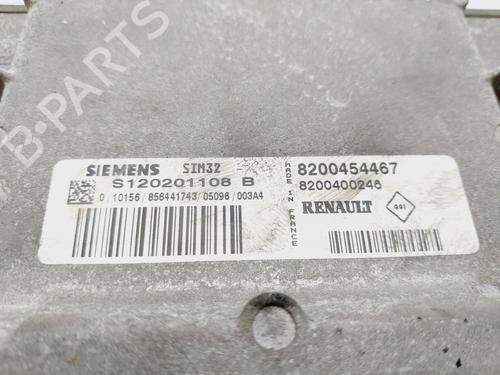 B-PARTS
SIEMENS SIM32
S120201108 B
0 10156/856441743/05096/003A4
MADE IN FRANCE
8200454467
8200400246
RENAULT